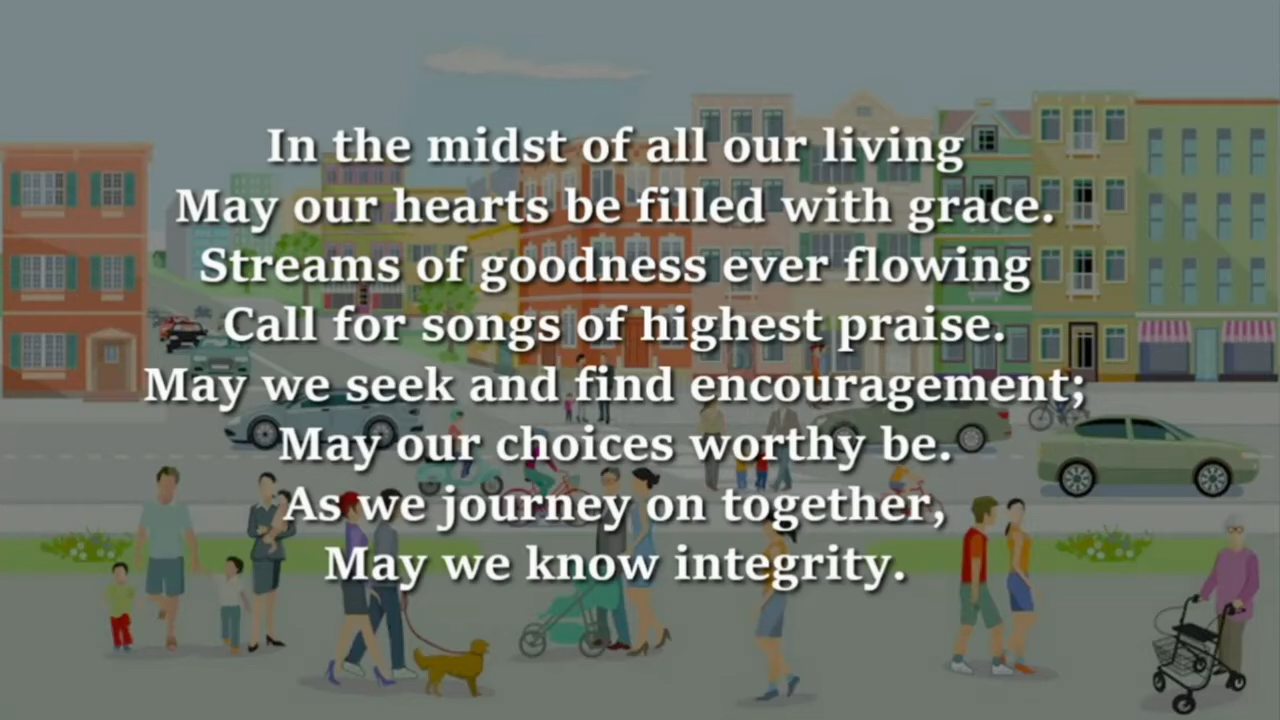 In the midst of all our living
May our hearts be filled with grace.
Streams of goodness ever flowing
Call for songs of highest praise.
May we seek and find encouragement;
May our choices worthy be.
As we journey on together,
May we know integrity.